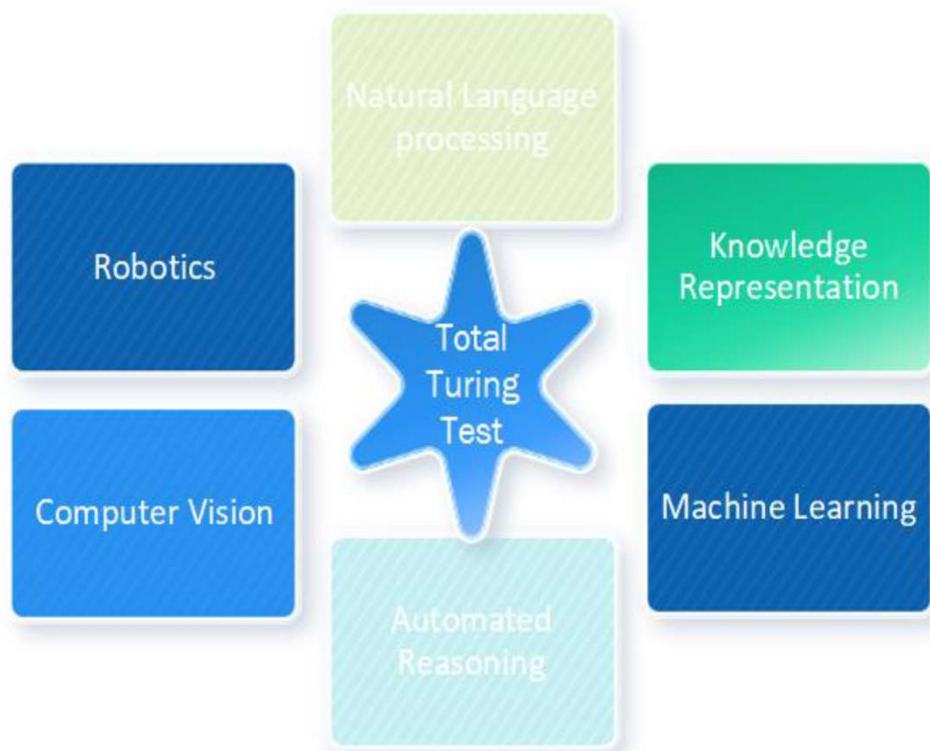 Natural Language
processing
Robotics
Knowledge
Representation
Total
Turing
Test
Computer Vision
Machine Learning
Automated
Reasoning